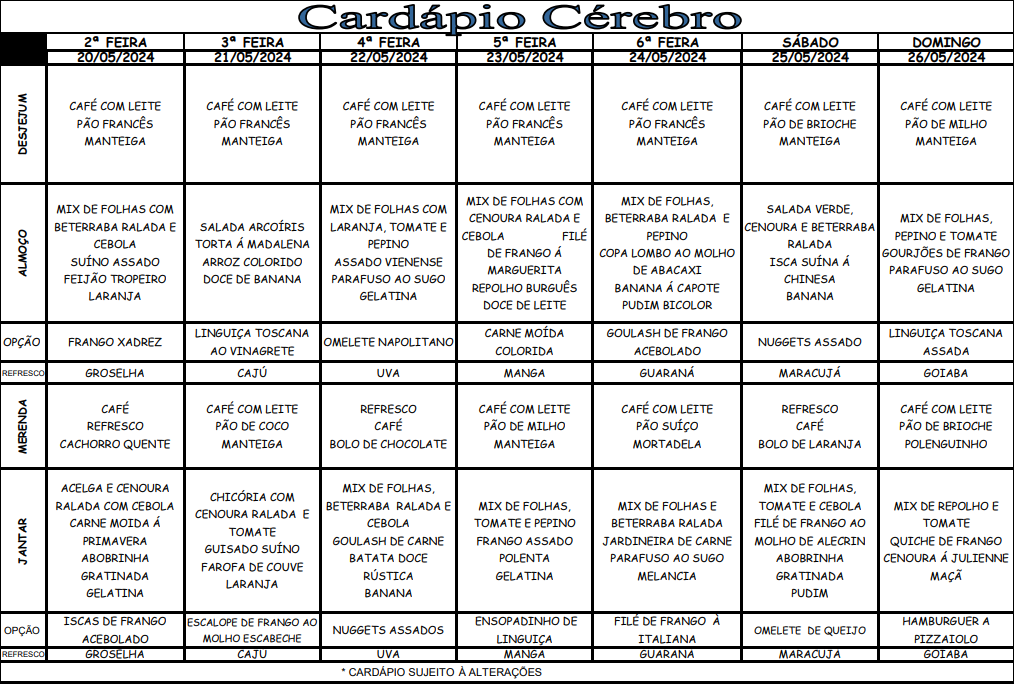 Cardápio Cérebro
2ª FEIRA 3ª FEIRA 4ª FEIRA 5ª FEIRA 6ª FEIRA SÁBADO DOMINGO
20/05/2024 21/05/2024 22/05/2024 23/05/2024 24/05/2024 25/05/2024 26/05/2024
DESJEJUM
CAFÉ COM LEITE
PÃO FRANCÊS
MANTEIGA
CAFÉ COM LEITE
PÃO FRANCÊS
MANTEIGA
CAFÉ COM LEITE
PÃO FRANCÊS
MANTEIGA
CAFÉ COM LEITE
PÃO FRANCÊS
MANTEIGA
CAFÉ COM LEITE
PÃO FRANCÊS
MANTEIGA
CAFÉ COM LEITE
PÃO DE BRIOCHE
MANTEIGA
CAFÉ COM LEITE
PÃO DE MILHO
MANTEIGA
ALMOÇO
MIX DE FOLHAS COM
BETERRABA RALADA E
CEBOLA
SUÍNO ASSADO
FEIJÃO TROPEIRO
LARANJA
SALADA ARCOÍRIS
TORTA Á MADALENA
ARROZ COLORIDO
DOCE DE BANANA
MIX DE FOLHAS COM
LARANJA, TOMATE E
PEPINO
ASSADO VIENENSE
PARAFUSO AO SUGO
GELATINA
MIX DE FOLHAS COM
CENOURA RALADA E
CEBOLA FILÉ
DE FRANGO Á
MARGUERITA
REPOLHO BURGUÊS
DOCE DE LEITE
MIX DE FOLHAS,
BETERRABA RALADA E
PEPINO
COPA LOMBO AO MOLHO
DE ABACAXI
BANANA Á CAPOTE
PUDIM BICOLOR
SALADA VERDE,
CENOURA E BETERRABA
RALADA
ISCA SUÍNA Á
CHINESA
BANANA
MIX DE FOLHAS,
PEPINO E TOMATE
GOURJÕES DE FRANGO
PARAFUSO AO SUGO
GELATINA
OPÇÃO
FRANGO XADREZ
LINGUIÇA TOSCANA
AO VINAGRETE
OMELETE NAPOLITANO
CARNE MOÍDA
COLORIDA
GOULASH DE FRANGO
ACEBOLADO
NUGGETS ASSADO
LINGUIÇA TOSCANA
ASSADA
REFRESCO GROSELHA CAJÚ UVA MANGA GUARANÁ MARACUJÁ GOIABA
MERENDA
CAFÉ
REFRESCO
CACHORRO QUENTE
CAFÉ COM LEITE
PÃO DE COCO
MANTEIGA
REFRESCO
CAFÉ
BOLO DE CHOCOLATE
CAFÉ COM LEITE
PÃO DE MILHO
MANTEIGA
CAFÉ COM LEITE
PÃO SUÍÇO
MORTADELA
REFRESCO
CAFÉ
BOLO DE LARANJA
CAFÉ COM LEITE
PÃO DE BRIOCHE
POLENGUINHO
JANTAR
ACELGA E CENOURA
RALADA COM CEBOLA
CARNE MOIDA Á
PRIMAVERA
ABOBRINHA
GRATINADA
GELATINA
CHICÓRIA COM
CENOURA RALADA E
TOMATE
GUISADO SUÍNO
FAROFA DE COUVE
LARANJA
MIX DE FOLHAS,
BETERRABA RALADA E
CEBOLA
GOULASH DE CARNE
BATATA DOCE
RÚSTICA
BANANA
MIX DE FOLHAS,
TOMATE E PEPINO
FRANGO ASSADO
POLENTA
GELATINA
MIX DE FOLHAS E
BETERRABA RALADA
JARDINEIRA DE CARNE
PARAFUSO AO SUGO
MELANCIA
MIX DE FOLHAS,
TOMATE E CEBOLA
FILÉ DE FRANGO AO
MOLHO DE ALECRIN
ABOBRINHA
GRATINADA
PUDIM
MIX DE REPOLHO E
TOMATE
QUICHE DE FRANGO
CENOURA Á JULIENNE
MAÇÃ
OPÇÃO
ISCAS DE FRANGO
ACEBOLADO
ESCALOPE DE FRANGO AO
MOLHO ESCABECHE
NUGGETS ASSADOS
ENSOPADINHO DE
LINGUIÇA
FILÉ DE FRANGO À
ITALIANA
OMELETE DE QUEIJO
HAMBURGUER A
PIZZAIOLO
REFRESCO GROSELHA CAJU UVA MANGA GUARANA MARACUJA GOIABA
* CARDÁPIO SUJEITO À ALTERAÇÕES